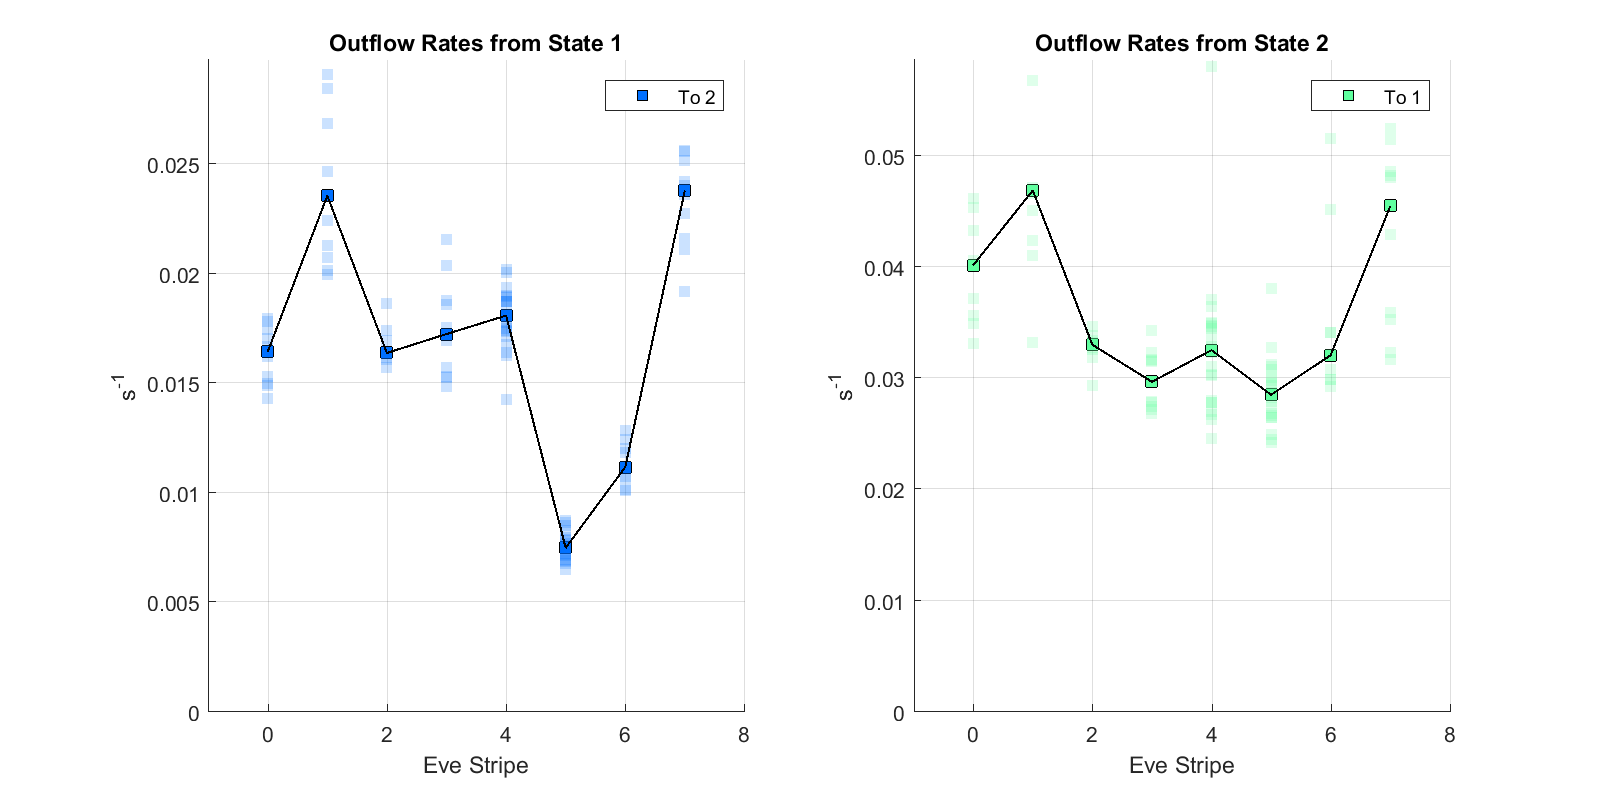 Outflow Rates from State 1
To 2
0.025
0.02
0.015
0.01
0.005
0
s-1
0 2 4 6 8
Eve Stripe
Outflow Rates from State 2
To 1
0.05
0.04
0.03
0.02
0.01
0
s-1
0 2 4 6 8
Eve Stripe